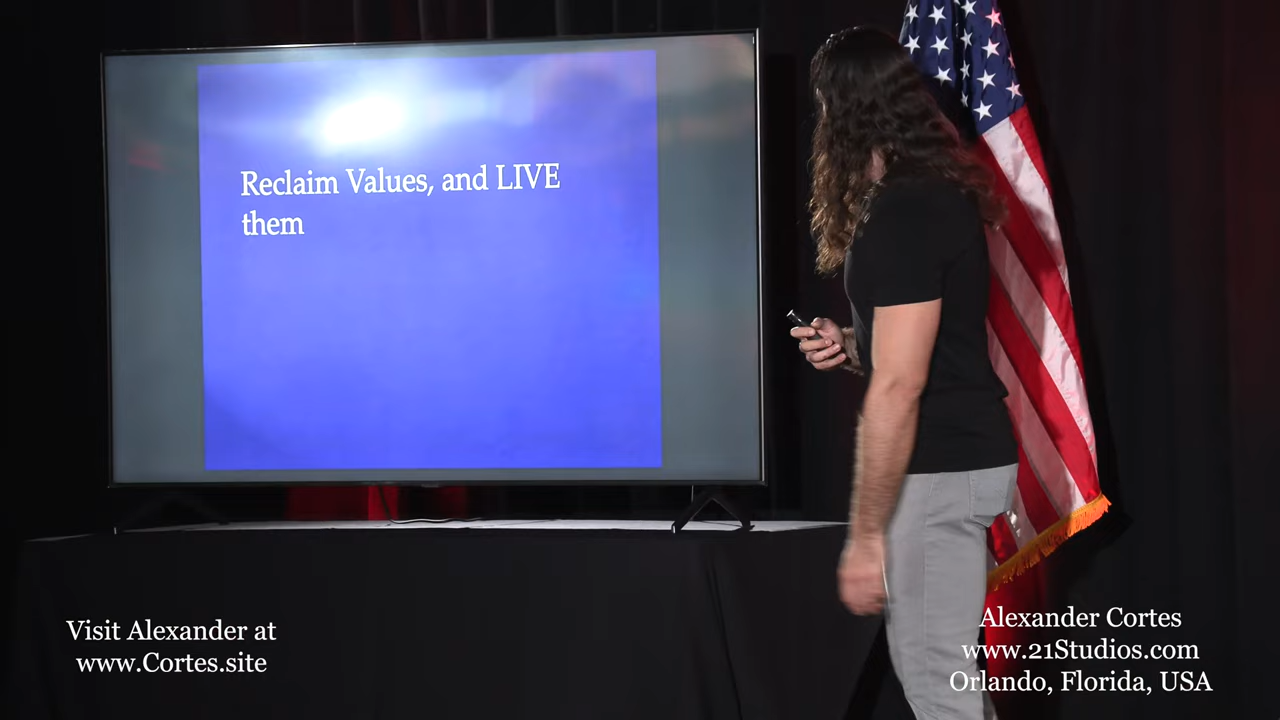 Reclaim Values, and LIVE
them
Visit Alexander at
www.Cortes.site
Alexander Cortes
www.21Studios.com
Orlando, Florida, USA